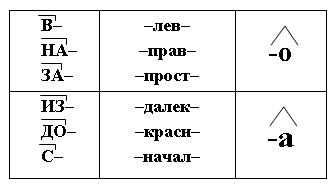 В– –лев–
НА– –прав– -о
ЗА– –прост–
ИЗ– –далек–
ДО– –красн– -а
С– –начал–